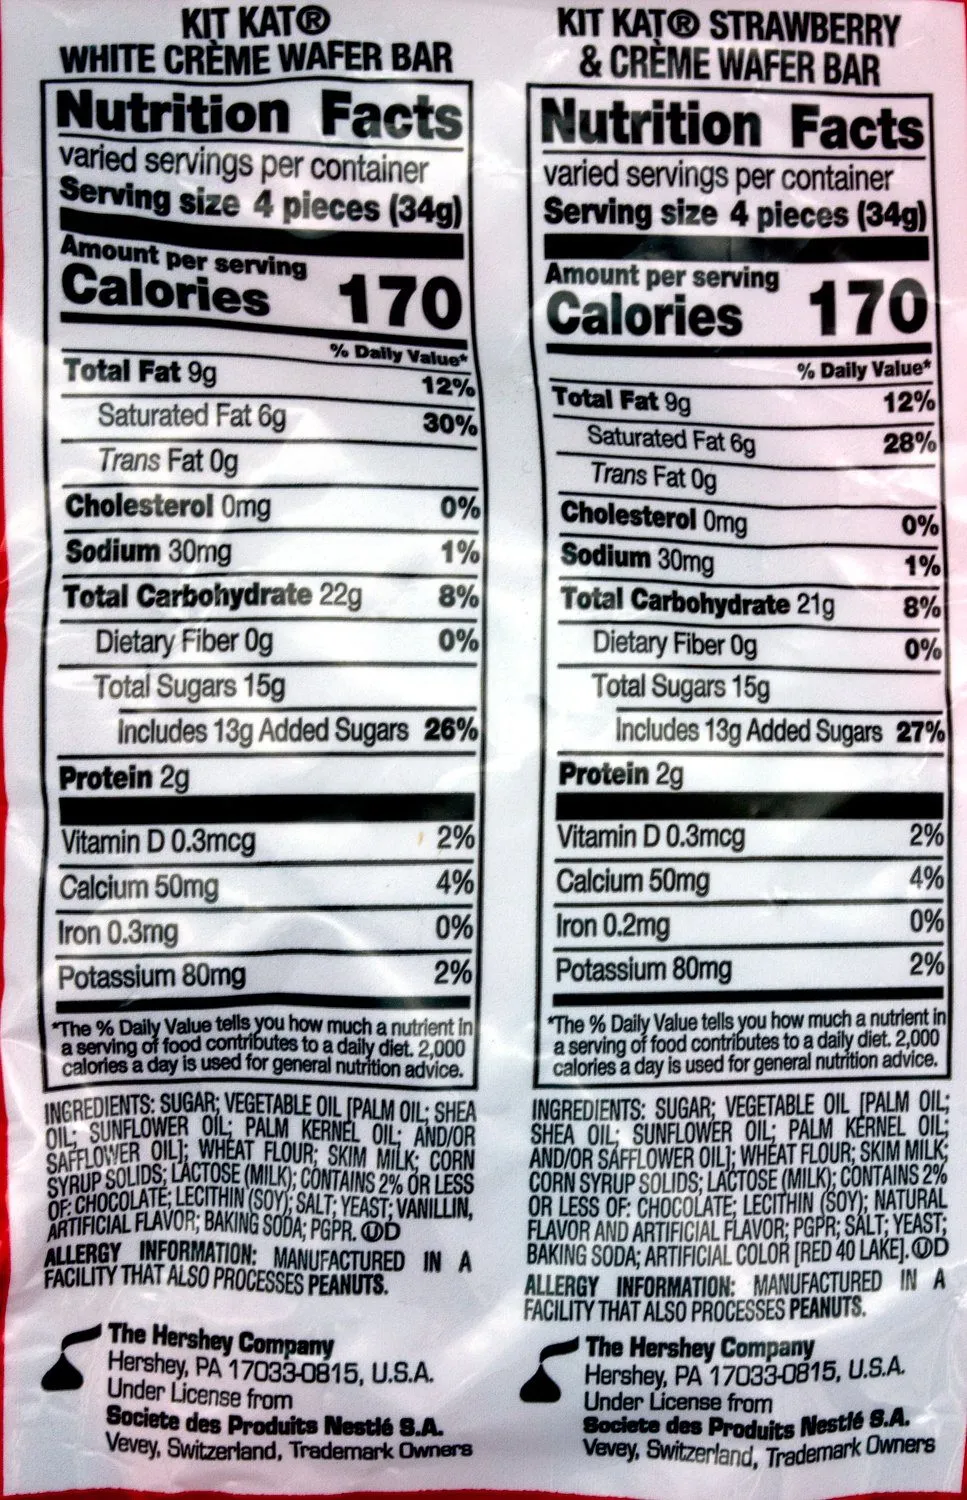 KIT KAT®
WHITE CRÈME WAFER BAR
Nutrition Facts
varied servings per container
Serving size 4 pieces (34g)
Amount per serving
Calories 170
% Daily Value*
Total Fat 9g 12%
Saturated Fat 6g 30%
Trans Fat 0g
Cholesterol 0mg 0%
Sodium 30mg 1%
Total Carbohydrate 22g 8%
Dietary Fiber 0g 0%
Total Sugars 15g
Includes 13g Added Sugars 26%
Protein 2g
Vitamin D 0.3mcg 2%
Calcium 50mg 4%
Iron 0.3mg 0%
Potassium 80mg 2%
*The % Daily Value tells you how much a nutrient in
a serving of food contributes to a daily diet. 2,000
calories a day is used for general nutrition advice.
INGREDIENTS: SUGAR; VEGETABLE OIL [PALM OIL; SHEA
OIL; SUNFLOWER OIL; PALM KERNEL OIL; AND/OR
SAFFLOWER OIL]; WHEAT FLOUR; SKIM MILK; CORN
SYRUP SOLIDS; LACTOSE (MILK); CONTAINS 2% OR LESS
OF: CHOCOLATE; LECITHIN (SOY); SALT; YEAST; VANILLIN,
ARTIFICIAL FLAVOR; BAKING SODA; PGPR. ⓊD
ALLERGY INFORMATION: MANUFACTURED IN A
FACILITY THAT ALSO PROCESSES PEANUTS.
The Hershey Company
Hershey, PA 17033-0815, U.S.A.
Under License from
Societe des Produits Nestlé S.A.
Vevey, Switzerland, Trademark Owners
KIT KAT® STRAWBERRY
& CRÈME WAFER BAR
Nutrition Facts
varied servings per container
Serving size 4 pieces (34g)
Amount per serving
Calories 170
% Daily Value*
Total Fat 9g 12%
Saturated Fat 6g 28%
Trans Fat 0g
Cholesterol 0mg 0%
Sodium 30mg 1%
Total Carbohydrate 21g 8%
Dietary Fiber 0g 0%
Total Sugars 15g
Includes 13g Added Sugars 27%
Protein 2g
Vitamin D 0.3mcg 2%
Calcium 50mg 4%
Iron 0.2mg 0%
Potassium 80mg 2%
*The % Daily Value tells you how much a nutrient in
a serving of food contributes to a daily diet. 2,000
calories a day is used for general nutrition advice.
INGREDIENTS: SUGAR; VEGETABLE OIL [PALM OIL;
SHEA OIL; SUNFLOWER OIL; PALM KERNEL OIL;
AND/OR SAFFLOWER OIL]; WHEAT FLOUR; SKIM MILK;
CORN SYRUP SOLIDS; LACTOSE (MILK); CONTAINS 2%
OR LESS OF: CHOCOLATE; LECITHIN (SOY); NATURAL
FLAVOR AND ARTIFICIAL FLAVOR; PGPR; SALT; YEAST;
BAKING SODA; ARTIFICIAL COLOR [RED 40 LAKE]. ⓊD
ALLERGY INFORMATION: MANUFACTURED IN A
FACILITY THAT ALSO PROCESSES PEANUTS.
The Hershey Company
Hershey, PA 17033-0815, U.S.A.
Under License from
Societe des Produits Nestlé S.A.
Vevey, Switzerland, Trademark Owners